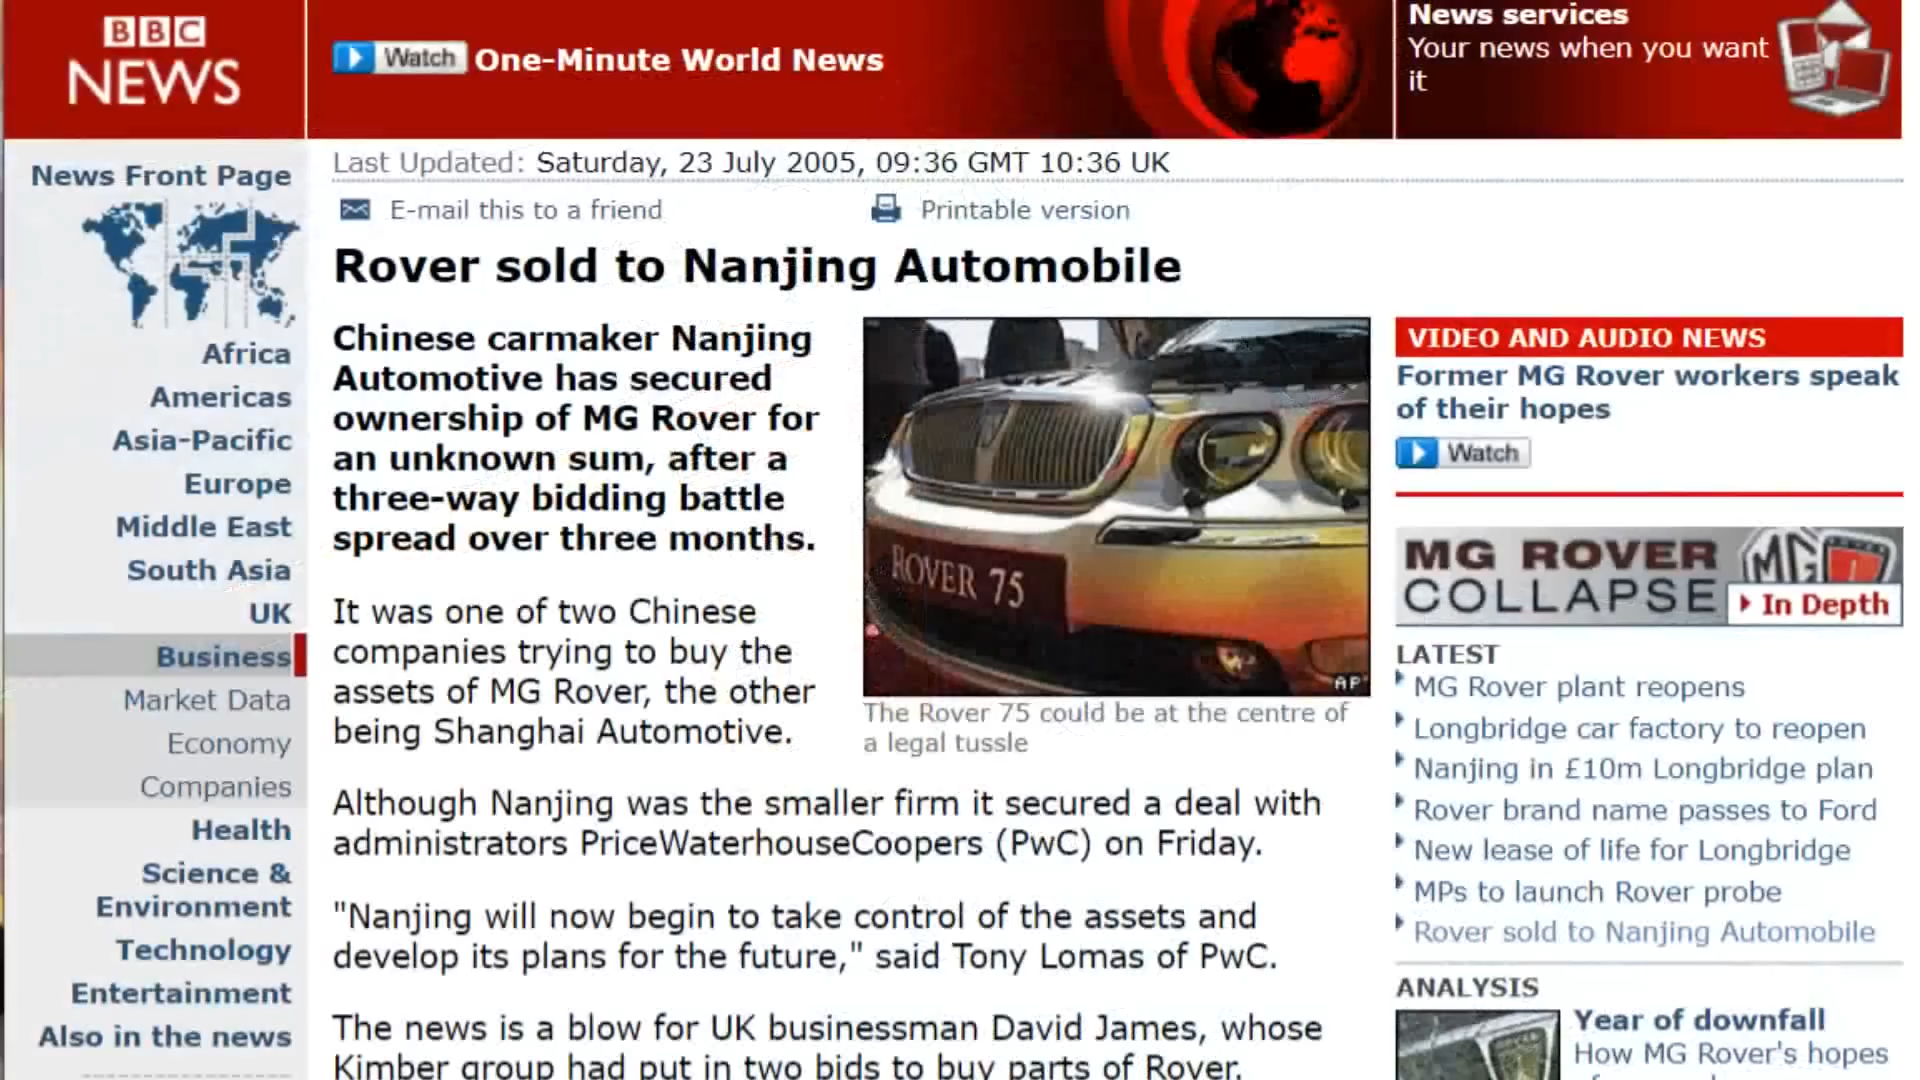 BBC
NEWS
Watch One-Minute World News
News services
Your news when you want
it
News Front Page
Africa
Americas
Asia-Pacific
Europe
Middle East
South Asia
UK
Business
Market Data
Economy
Companies
Health
Science &
Environment
Technology
Entertainment
Also in the news
Last Updated: Saturday, 23 July 2005, 09:36 GMT 10:36 UK
E-mail this to a friend
Printable version
Rover sold to Nanjing Automobile
Chinese carmaker Nanjing
Automotive has secured
ownership of MG Rover for
an unknown sum, after a
three-way bidding battle
spread over three months.
ROVER 75
AP
The Rover 75 could be at the centre of
a legal tussle
It was one of two Chinese
companies trying to buy the
assets of MG Rover, the other
being Shanghai Automotive.
Although Nanjing was the smaller firm it secured a deal with
administrators PriceWaterhouseCoopers (PwC) on Friday.
"Nanjing will now begin to take control of the assets and
develop its plans for the future," said Tony Lomas of PwC.
The news is a blow for UK businessman David James, whose
Kimber group had put in two bids to buy parts of Rover.
VIDEO AND AUDIO NEWS
Former MG Rover workers speak
of their hopes
Watch
MG ROVER
COLLAPSE
MG
In Depth
LATEST
MG Rover plant reopens
Longbridge car factory to reopen
Nanjing in £10m Longbridge plan
Rover brand name passes to Ford
New lease of life for Longbridge
MPs to launch Rover probe
Rover sold to Nanjing Automobile
ANALYSIS
Year of downfall
How MG Rover's hopes